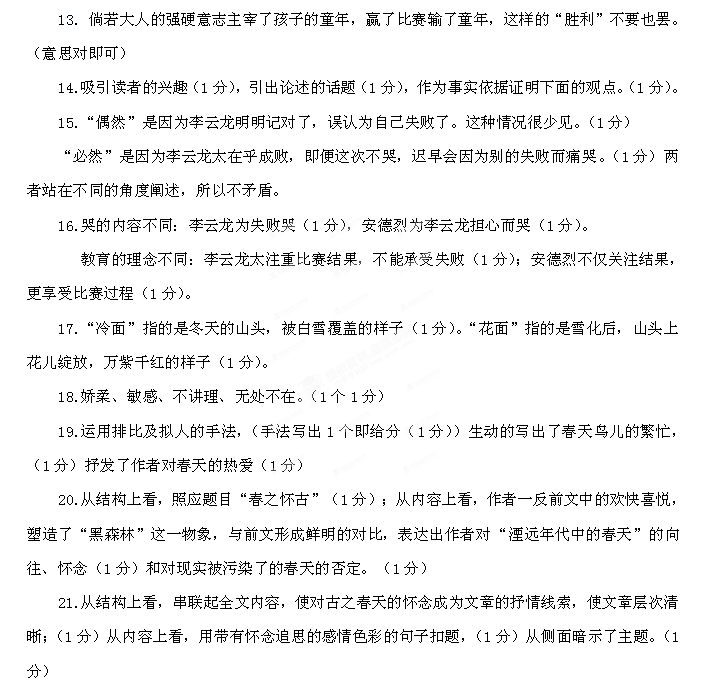 13. 倘若大人的强硬意志主宰了孩子的童年，赢了比赛输了童年，这样的“胜利”不要也罢。
（意思对即可）
14.吸引读者的兴趣（1分），引出论述的话题（1分），作为事实依据证明下面的观点。（1分）。
15.“偶然”是因为李云龙明明记对了，误认为自己失败了。这种情况很少见。（1分）
“必然”是因为李云龙太在乎成败，即便这次不哭，迟早会因为别的失败而痛哭。（1分）两
者站在不同的角度阐述，所以不矛盾。
16.哭的内容不同：李云龙为失败哭（1分），安德烈为李云龙担心而哭（1分）。
教育的理念不同：李云龙太注重比赛结果，不能承受失败（1分）；安德烈不仅关注结果，
更享受比赛过程（1分）。
17.“冷面”指的是冬天的山头，被白雪覆盖的样子（1分）。“花面”指的是雪化后，山头上
花儿绽放，万紫千红的样子（1分）。
18.娇柔、敏感、不讲理、无处不在。（1个1分）
19.运用排比及拟人的手法，（手法写出1个即给分（1分））生动的写出了春天鸟儿的繁忙，
（1分）抒发了作者对春天的热爱（1分）
20.从结构上看，照应题目“春之怀古”（1分）；从内容上看，作者一反前文中的欢快喜悦，
塑造了“黑森林”这一物象，与前文形成鲜明的对比，表达出作者对“湮远年代中的春天”的向
往、怀念（1分）和对现实被污染了的春天的否定。（1分）
21.从结构上看，串联起全文内容，使对古之春天的怀念成为文章的抒情线索，使文章层次清
晰；（1分）从内容上看，用带有怀念追思的感情色彩的句子扣题，（1分）从侧面暗示了主题。（1
分）